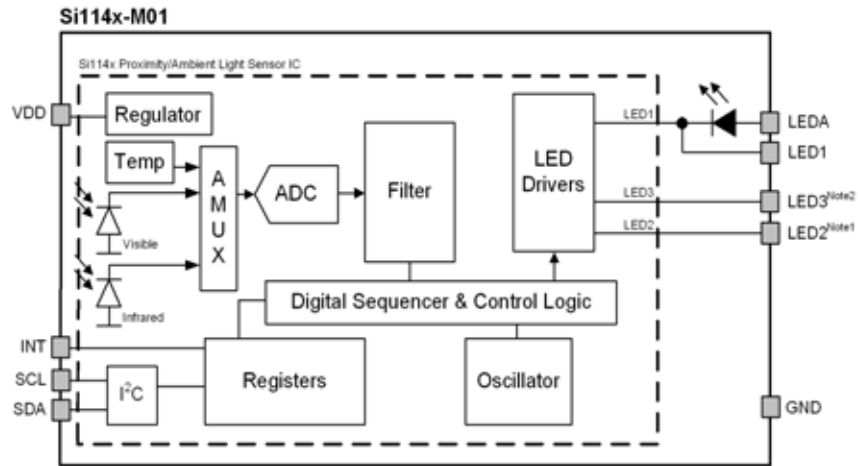 Si114x-M01
Si114x Proximity/Ambient Light Sensor IC
VDD
Regulator
Temp
AMUX
ADC
Filter
LED
Drivers
LED1
LED3
LED2
LEDA
LED1
LED3Note2
LED2Note1
Visible
Infrared
Digital Sequencer & Control Logic
INT
SCL
SDA
I²C
Registers
Oscillator
GND